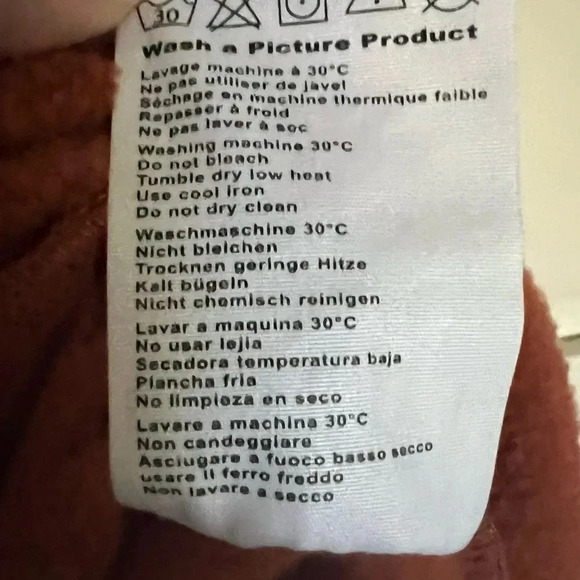 30
Wash a Picture Product
Lavage machine à 30°C
Ne pas utiliser de javel
Séchage en machine thermique faible
Repasser à froid
Ne pas laver à soc
Washing machine 30°C
Do not bleach
Tumble dry low heat
Use cool iron
Do not dry clean
Waschmaschine 30°C
Nicht bleichen
Trocknen geringe Hitze
Kalt bügeln
Nicht chemisch reinigen
Lavar a maquina 30°C
No usar lejia
Secadora temperatura baja
Plancha fria
No limpieza en seco
Lavare a machina 30°C
Non candeggiare
Asciugare a fuoco basso secco
usare il ferro freddo
Non lavare a secco